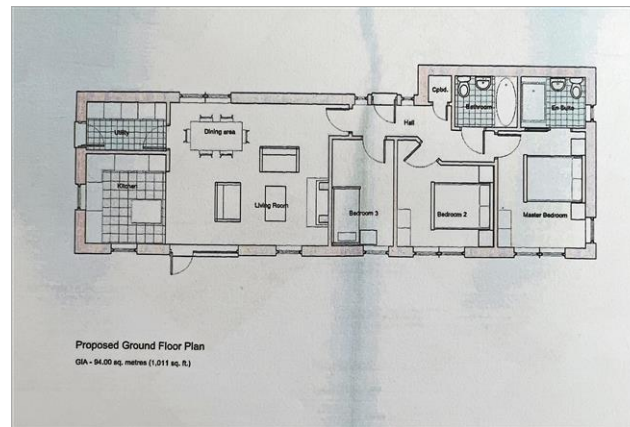 Cpbd.
Bathroom
En Suite
Hall
Dining area
Utility
Kitchen
Living Room
Bedroom 3
Bedroom 2
Master Bedroom
Proposed Ground Floor Plan
GIA - 94.00 sq. metres (1,011 sq. ft.)